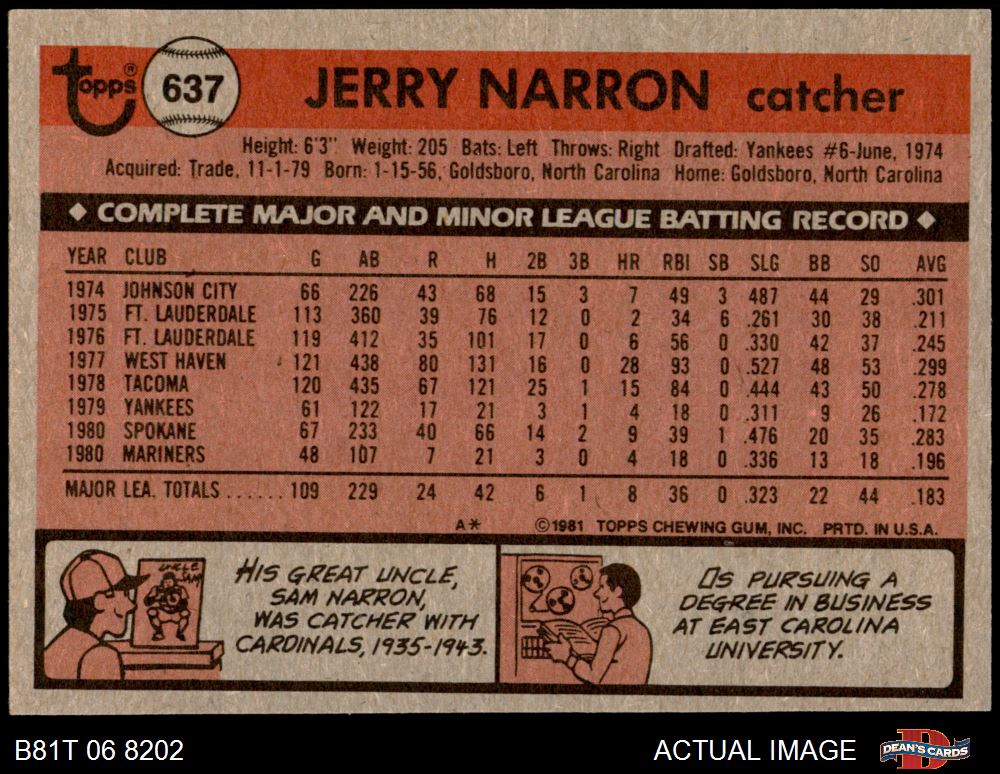 Topps® 637 JERRY NARRON catcher
Height: 6'3" Weight: 205 Bats: Left Throws: Right Drafted: Yankees #6-June, 1974
Acquired: Trade, 11-1-79 Born: 1-15-56, Goldsboro, North Carolina Home: Goldsboro, North Carolina
◆ COMPLETE MAJOR AND MINOR LEAGUE BATTING RECORD ◆
YEAR CLUB G AB R H 2B 3B HR RBI SB SLG BB SO AVG
1974 JOHNSON CITY 66 226 43 68 15 3 7 49 3 487 44 29 .301
1975 FT. LAUDERDALE 113 360 39 76 12 0 2 34 6 .261 30 38 .211
1976 FT. LAUDERDALE 119 412 35 101 17 0 6 56 0 .330 42 37 .245
1977 WEST HAVEN 121 438 80 131 16 0 28 93 0 .527 48 53 .299
1978 TACOMA 120 435 67 121 25 1 15 84 0 .444 43 50 .278
1979 YANKEES 61 122 17 21 3 1 4 18 0 .311 9 26 .172
1980 SPOKANE 67 233 40 66 14 2 9 39 1 .476 20 35 .283
1980 MARINERS 48 107 7 21 3 0 4 18 0 .336 13 18 .196
MAJOR LEA. TOTALS ...... 109 229 24 42 6 1 8 36 0 .323 22 44 .183
A* ©1981 TOPPS CHEWING GUM, INC. PRTD. IN U.S.A.
UNCLE
SAM
HIS GREAT UNCLE,
SAM NARRON,
WAS CATCHER WITH
CARDINALS, 1935-1943.
IS PURSUING A
DEGREE IN BUSINESS
AT EAST CAROLINA
UNIVERSITY.
B81T 06 8202 ACTUAL IMAGE DEAN'S CARDS